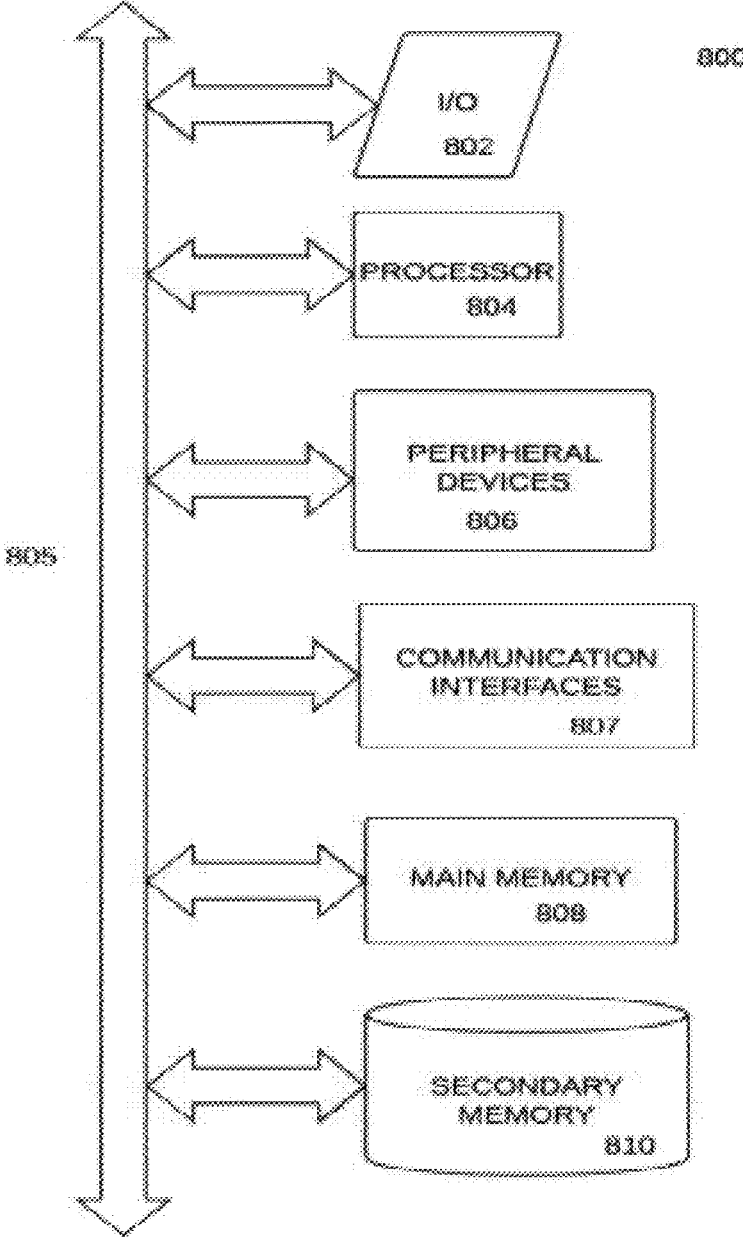 800
I/O
802
PROCESSOR
804
PERIPHERAL
DEVICES
806
805
COMMUNICATION
INTERFACES
807
MAIN MEMORY
808
SECONDARY
MEMORY
810